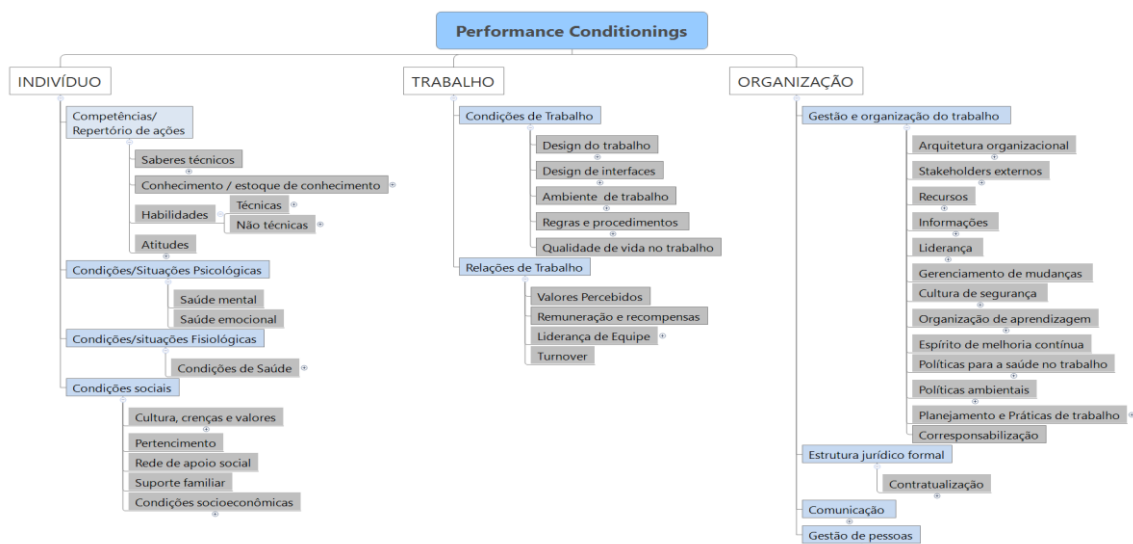 Performance Conditionings
INDIVÍDUO
Competências/
Repertório de ações
Saberes técnicos
Conhecimento / estoque de conhecimento
Habilidades
Técnicas
Não técnicas
Atitudes
Condições/Situações Psicológicas
Saúde mental
Saúde emocional
Condições/situações Fisiológicas
Condições de Saúde
Condições sociais
Cultura, crenças e valores
Pertencimento
Rede de apoio social
Suporte familiar
Condições socioeconômicas
TRABALHO
Condições de Trabalho
Design do trabalho
Design de interfaces
Ambiente de trabalho
Regras e procedimentos
Qualidade de vida no trabalho
Relações de Trabalho
Valores Percebidos
Remuneração e recompensas
Liderança de Equipe
Turnover
ORGANIZAÇÃO
Gestão e organização do trabalho
Arquitetura organizacional
Stakeholders externos
Recursos
Informações
Liderança
Gerenciamento de mudanças
Cultura de segurança
Organização de aprendizagem
Espírito de melhoria contínua
Políticas para a saúde no trabalho
Políticas ambientais
Planejamento e Práticas de trabalho
Corresponsabilização
Estrutura jurídico formal
Contratualização
Comunicação
Gestão de pessoas